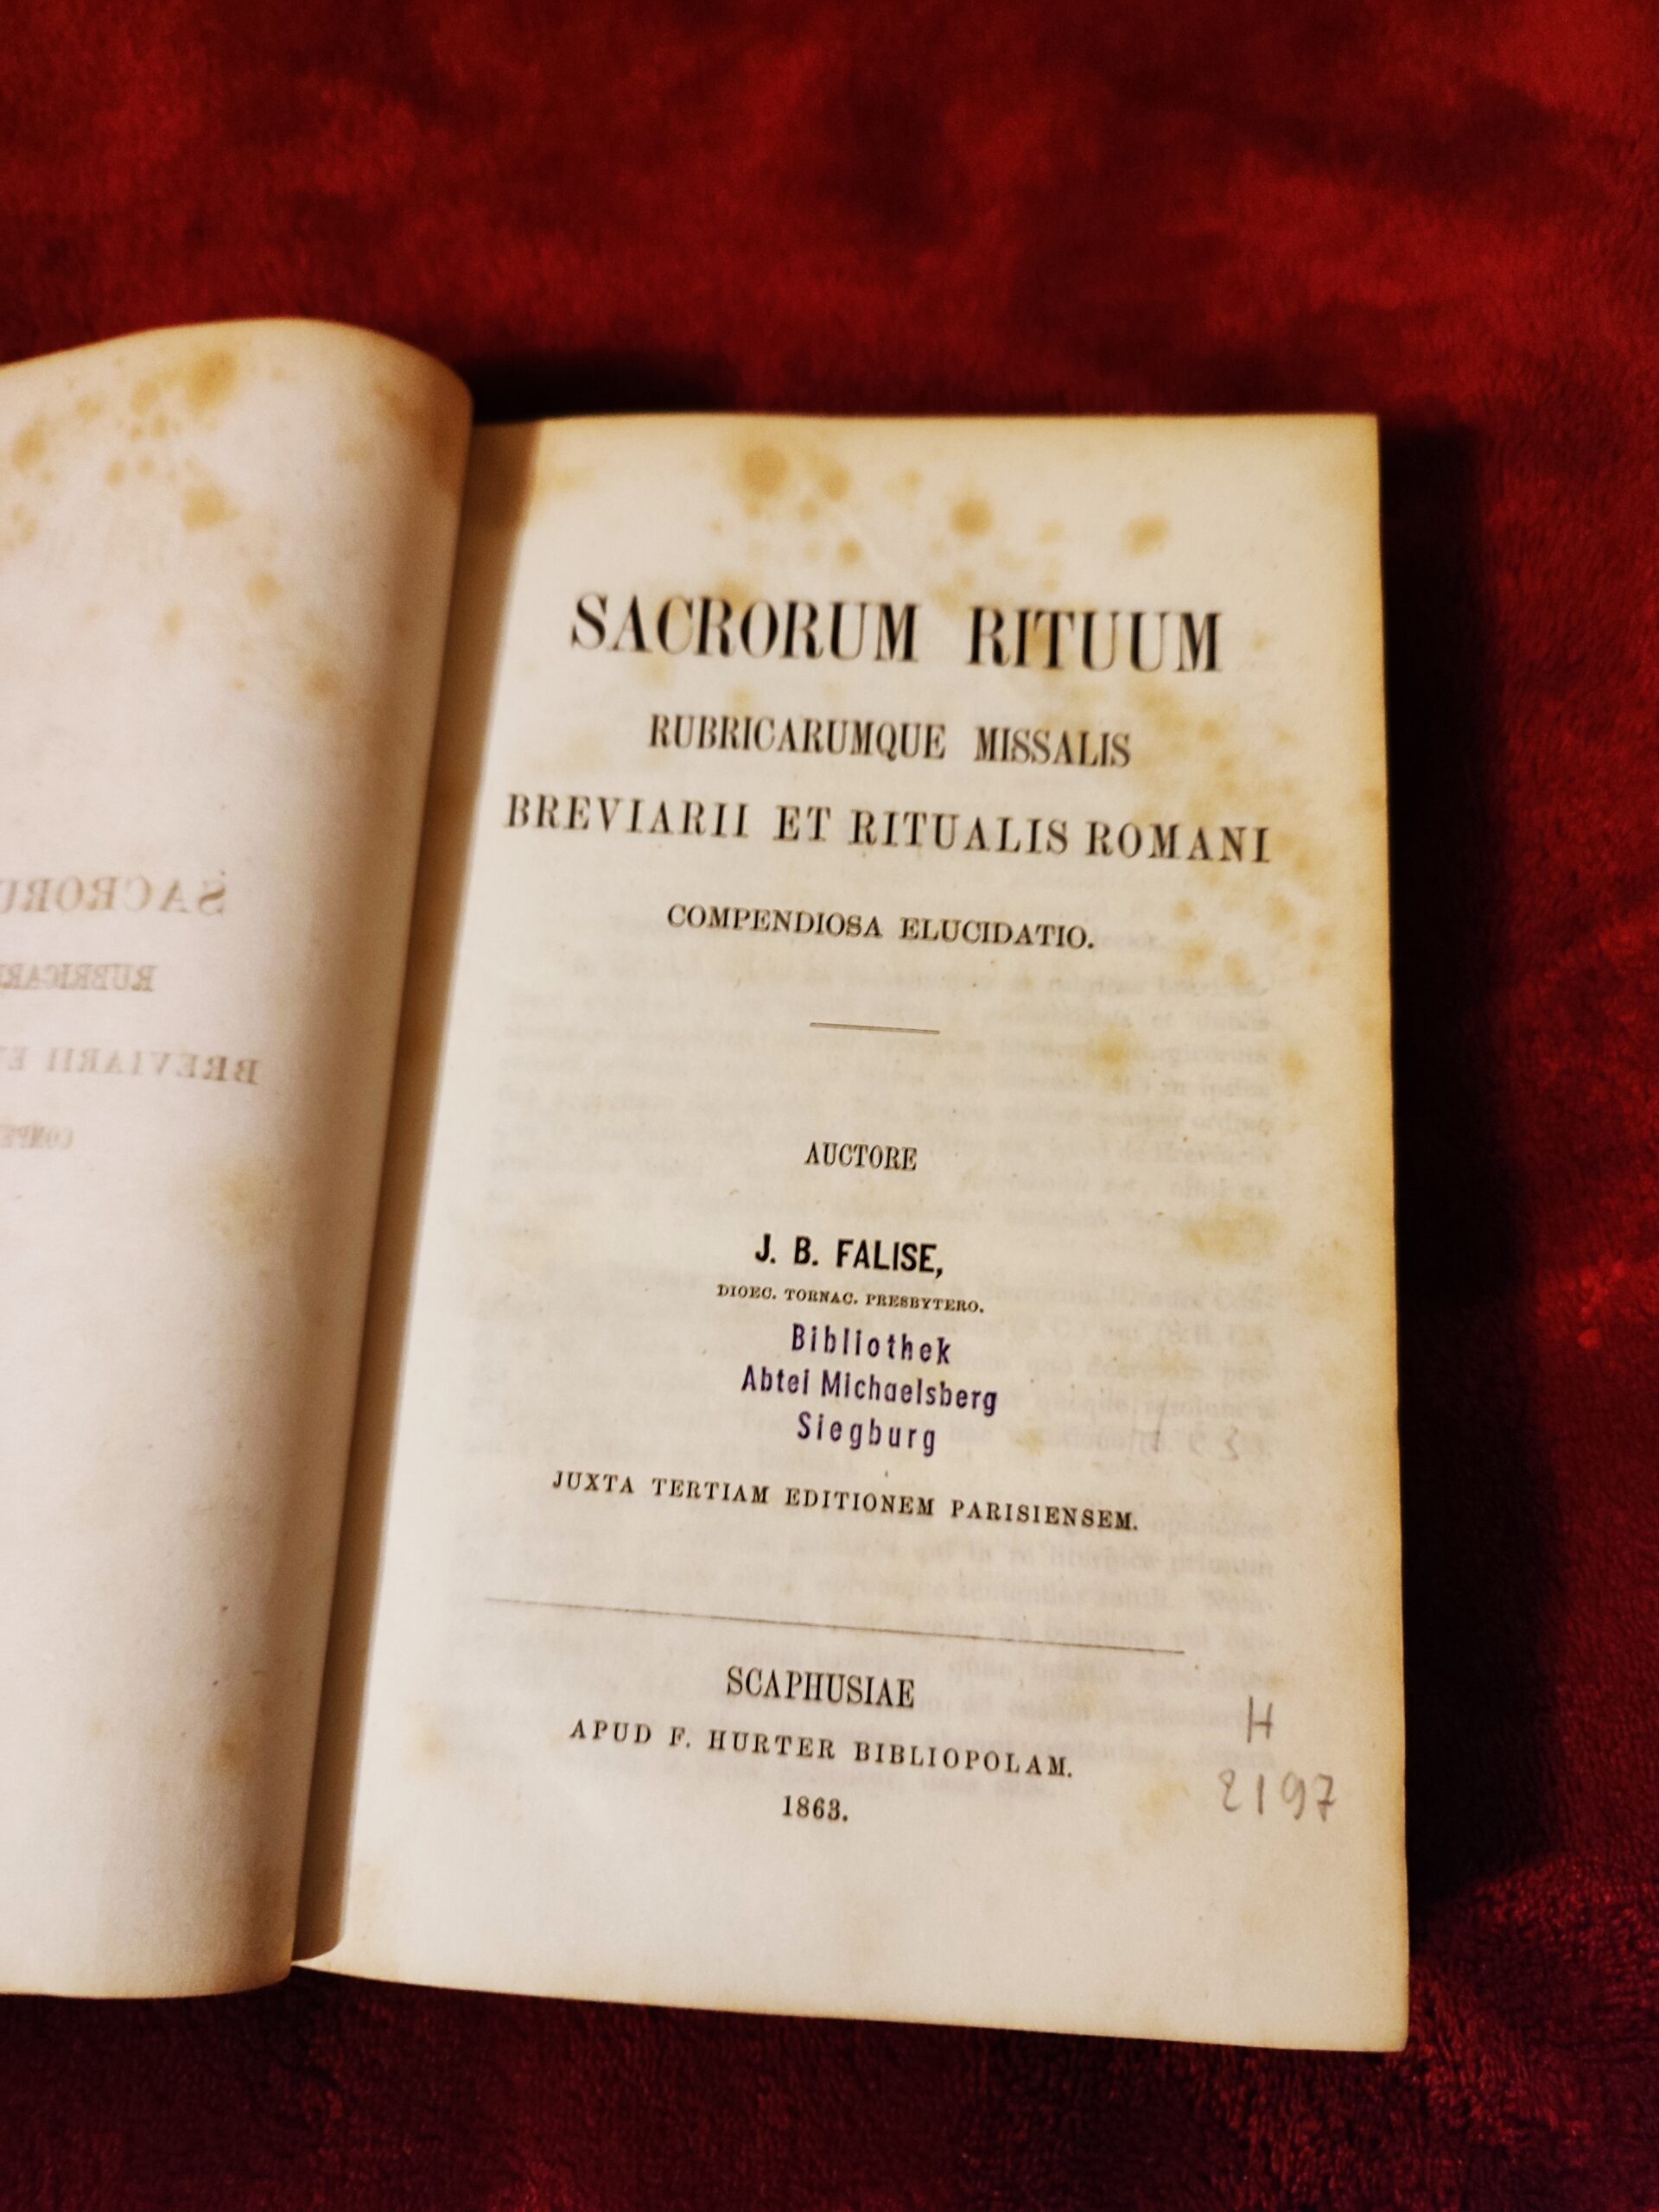 SACRORUM RITUUM
RUBRICARUMQUE MISSALIS
BREVIARII ET RITUALIS ROMANI
COMPENDIOSA ELUCIDATIO.
AUCTORE
J. B. FALISE,
DIOEC. TORNAC. PRESBYTERO.
Bibliothek
Abtei Michaelsberg
Siegburg
JUXTA TERTIAM EDITIONEM PARISIENSEM.
SCAPHUSIAE
APUD F. HURTER BIBLIOPOLAM.
1863.
H
2197